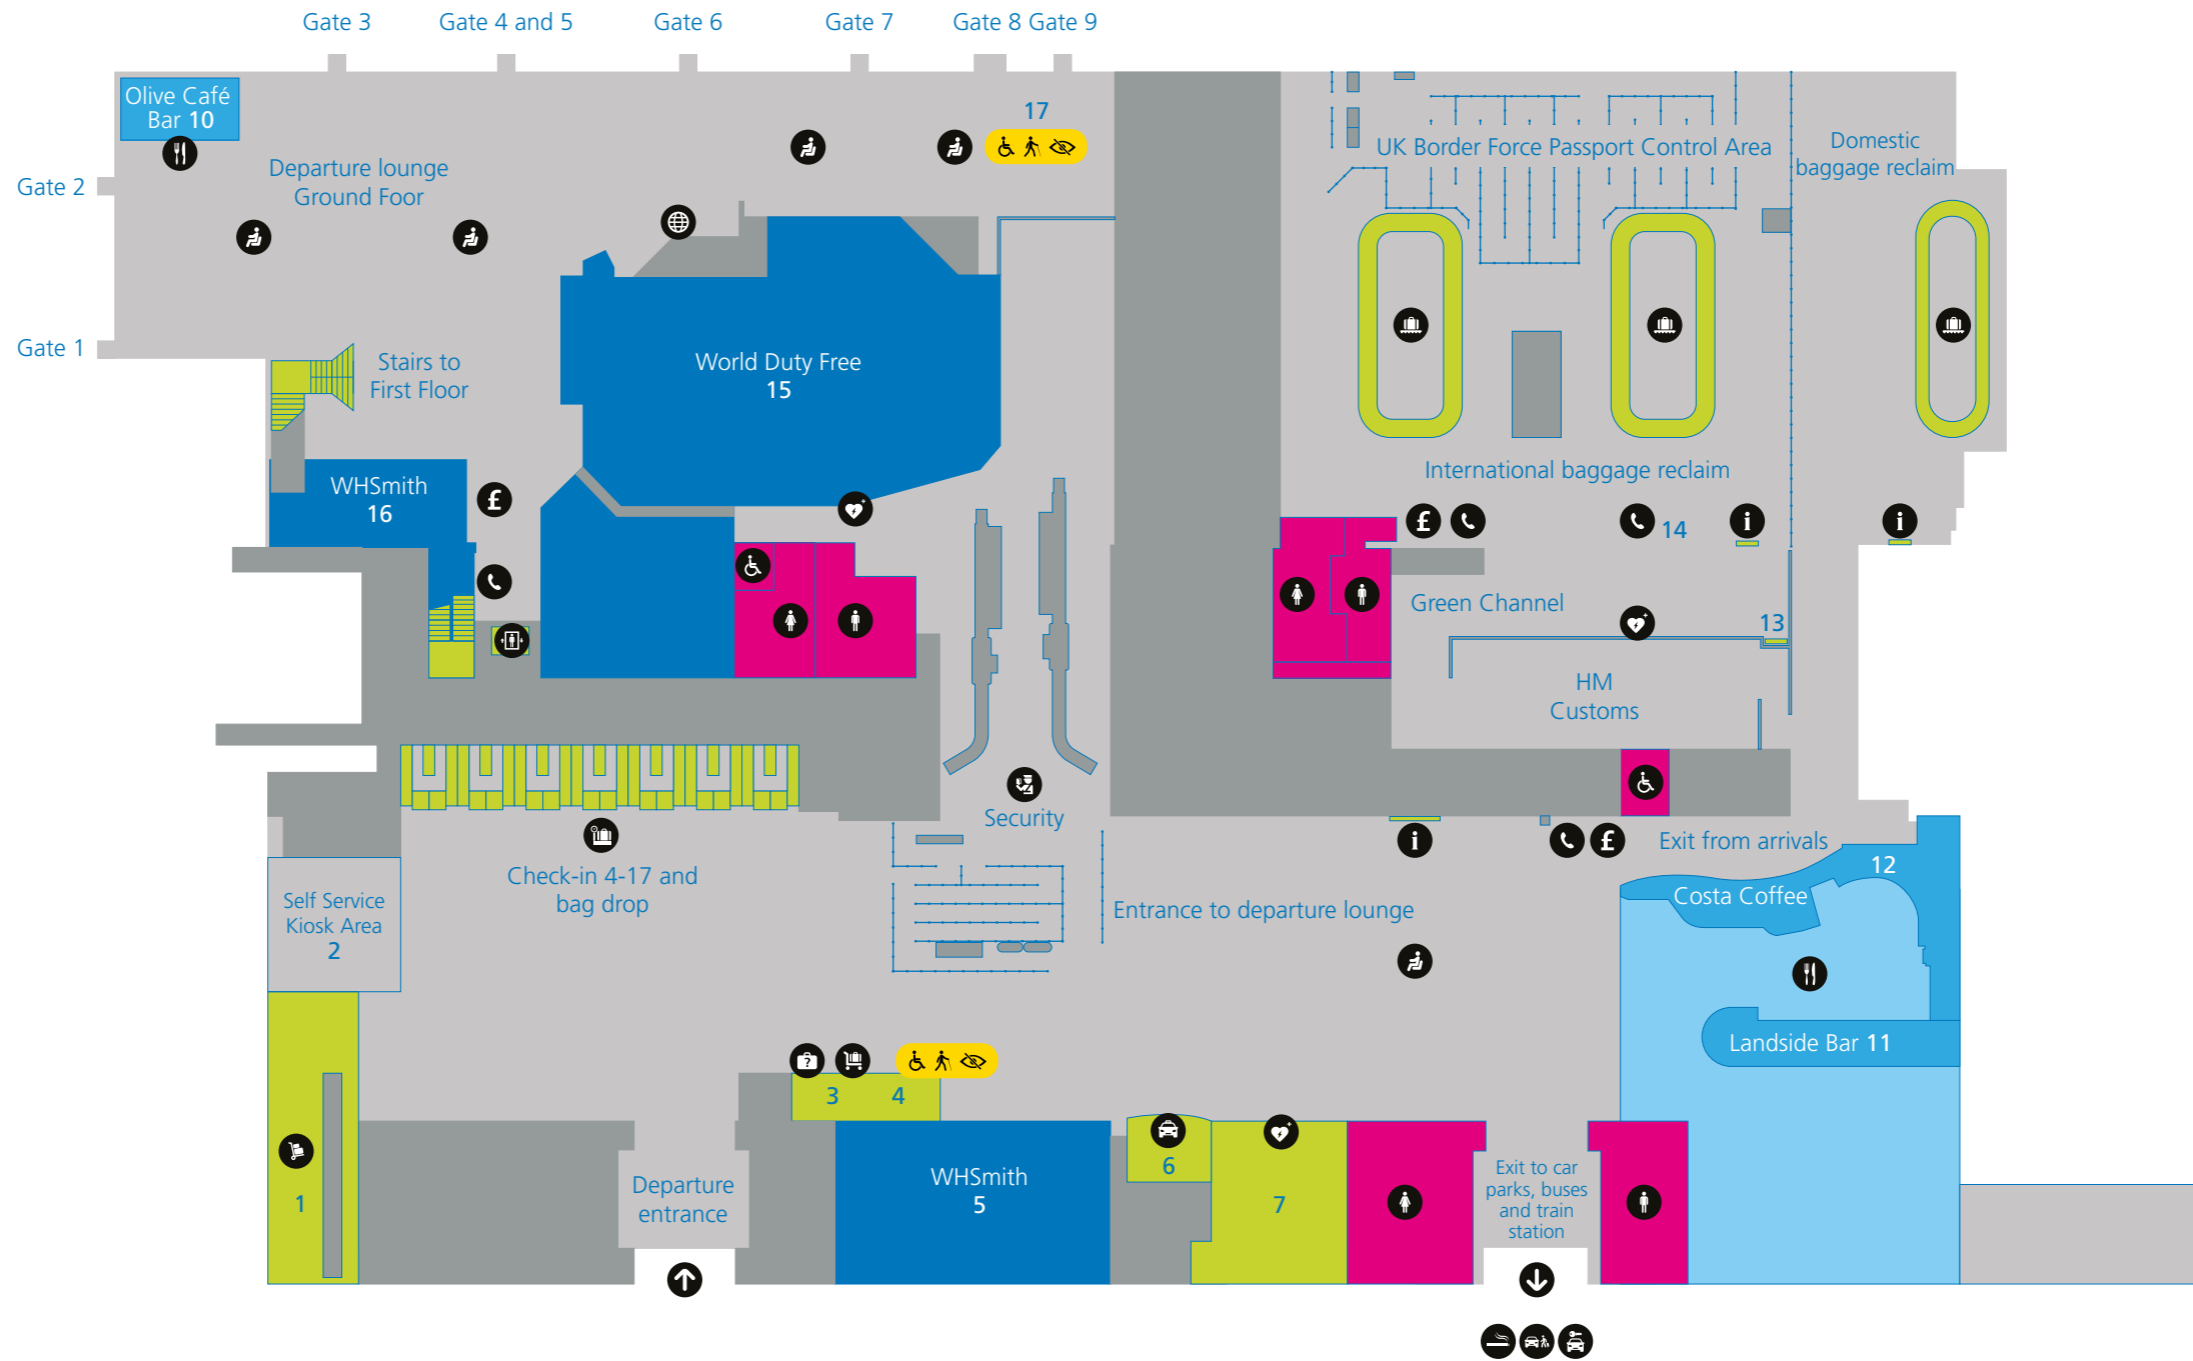 Gate 3
Gate 4 and 5
Gate 6
Gate 7
Gate 8
Gate 9
Olive Café
Bar 10
17
UK Border Force Passport Control Area
Domestic
baggage reclaim
Departure lounge
Ground Foor
Gate 2
Gate 1
Stairs to
First Floor
World Duty Free
15
WHSmith
16
£
International baggage reclaim
£
14
i
i
Green Channel
13
HM
Customs
Security
i
£
Exit from arrivals
12
Costa Coffee
Check-in 4-17 and
bag drop
Self Service
Kiosk Area
2
Entrance to departure lounge
Landside Bar 11
?
3
4
1
Departure
entrance
WHSmith
5
6
7
Exit to car
parks, buses
and train
station